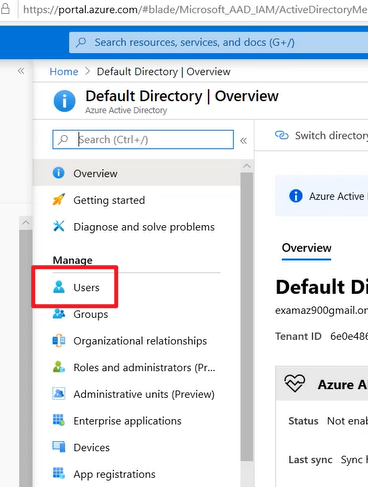 https://portal.azure.com/#blade/Microsoft_AAD_IAM/ActiveDirectoryMe
Search resources, services, and docs (G+/)
Home > Default Directory | Overview
Default Directory | Overview
Azure Active Directory
Search (Ctrl+/)
Switch directory
Overview
Getting started
Diagnose and solve problems
Azure Active
Manage
Users
Groups
Organizational relationships
Roles and administrators (Pr...
Administrative units (Preview)
Enterprise applications
Devices
App registrations
Overview
Default Di
examaz900gmail.on
Tenant ID 6e0e486
Azure A
Status Not enab
Last sync Sync h